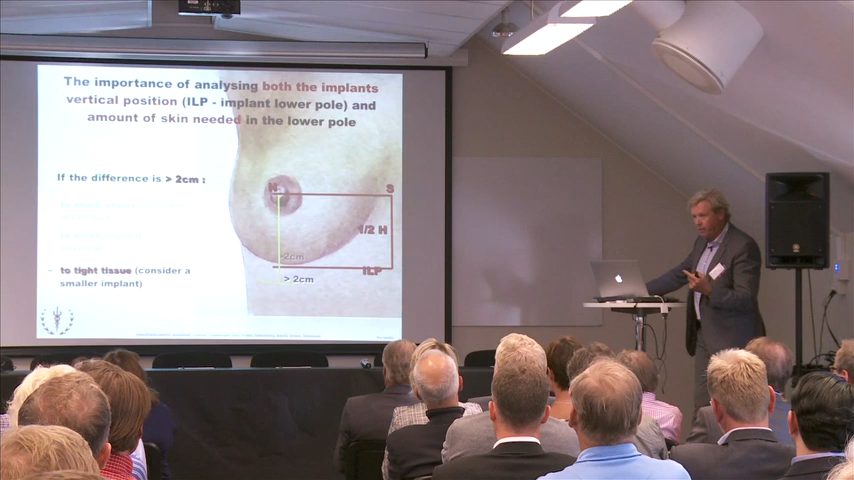 The importance of analysing both the implants
vertical position (ILP - implant lower pole) and
amount of skin needed in the lower pole
If the difference is > 2cm :
N
S
1/2 H
2cm
ILP
- to tight tissue (consider a
> 2cm
smaller implant)